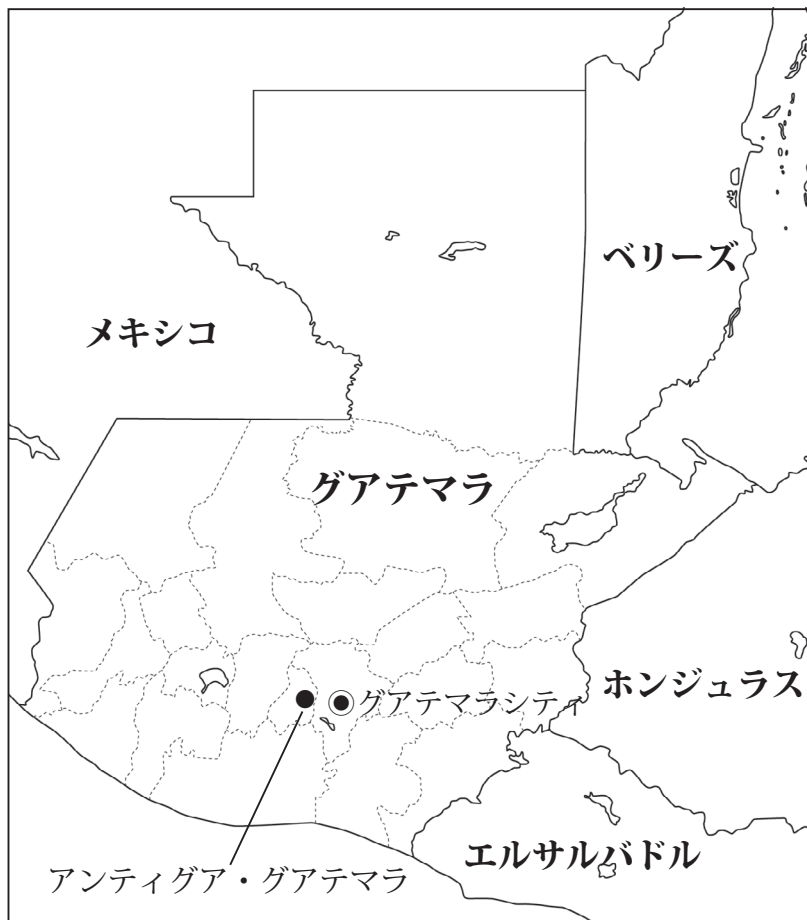 ベリーズ
メキシコ
グアテマラ
グアテマラシティ
ホンジュラス
エルサルバドル
アンティグア・グアテマラ